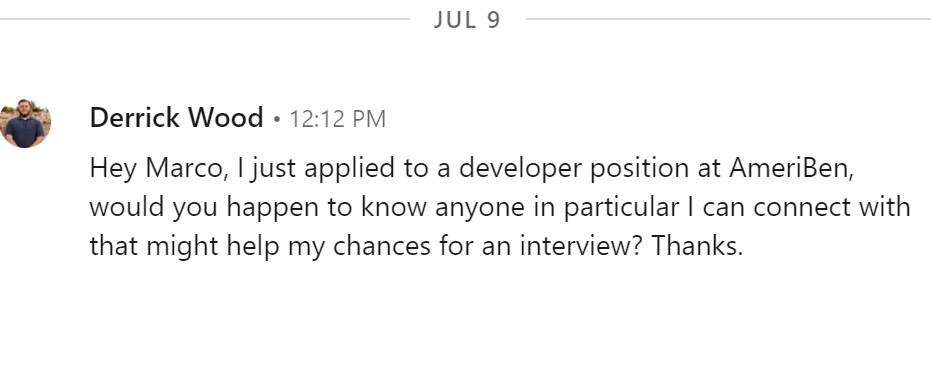 JUL 9
Derrick Wood • 12:12 PM
Hey Marco, I just applied to a developer position at AmeriBen,
would you happen to know anyone in particular I can connect with
that might help my chances for an interview? Thanks.